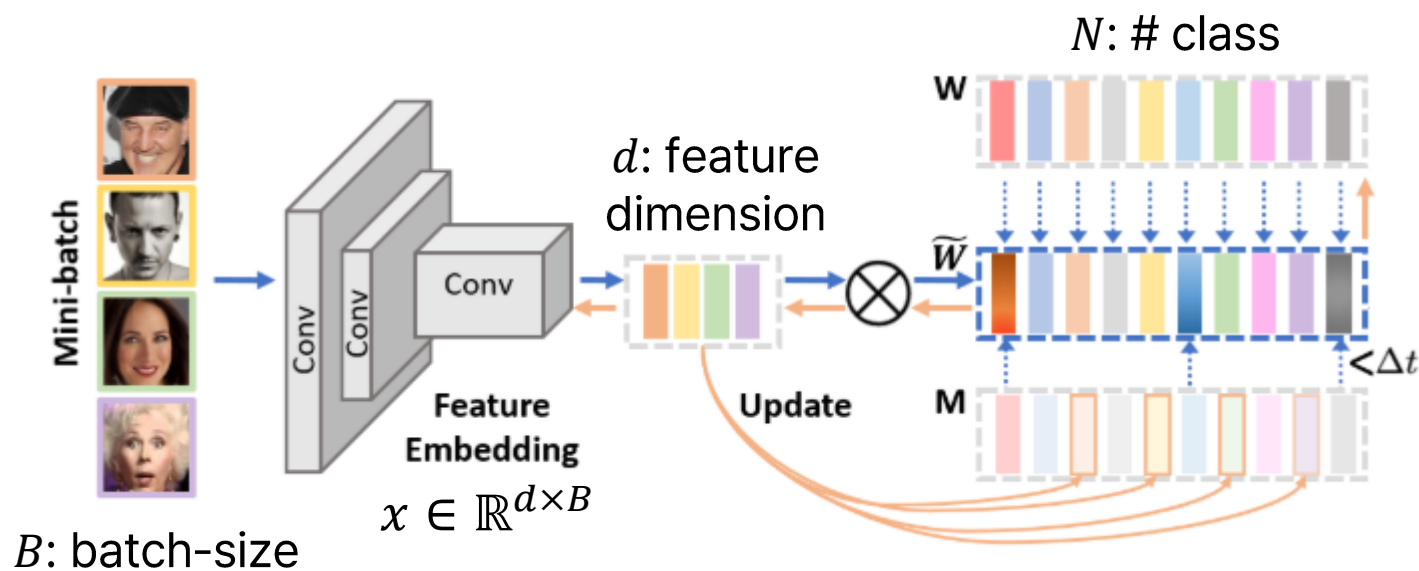 N: # class
W
d: feature
dimension
Mini-batch
Conv
Conv
Conv
W̃
<Δt
Feature
Embedding
Update
M
x ∈ ℝ^{d×B}
B: batch-size